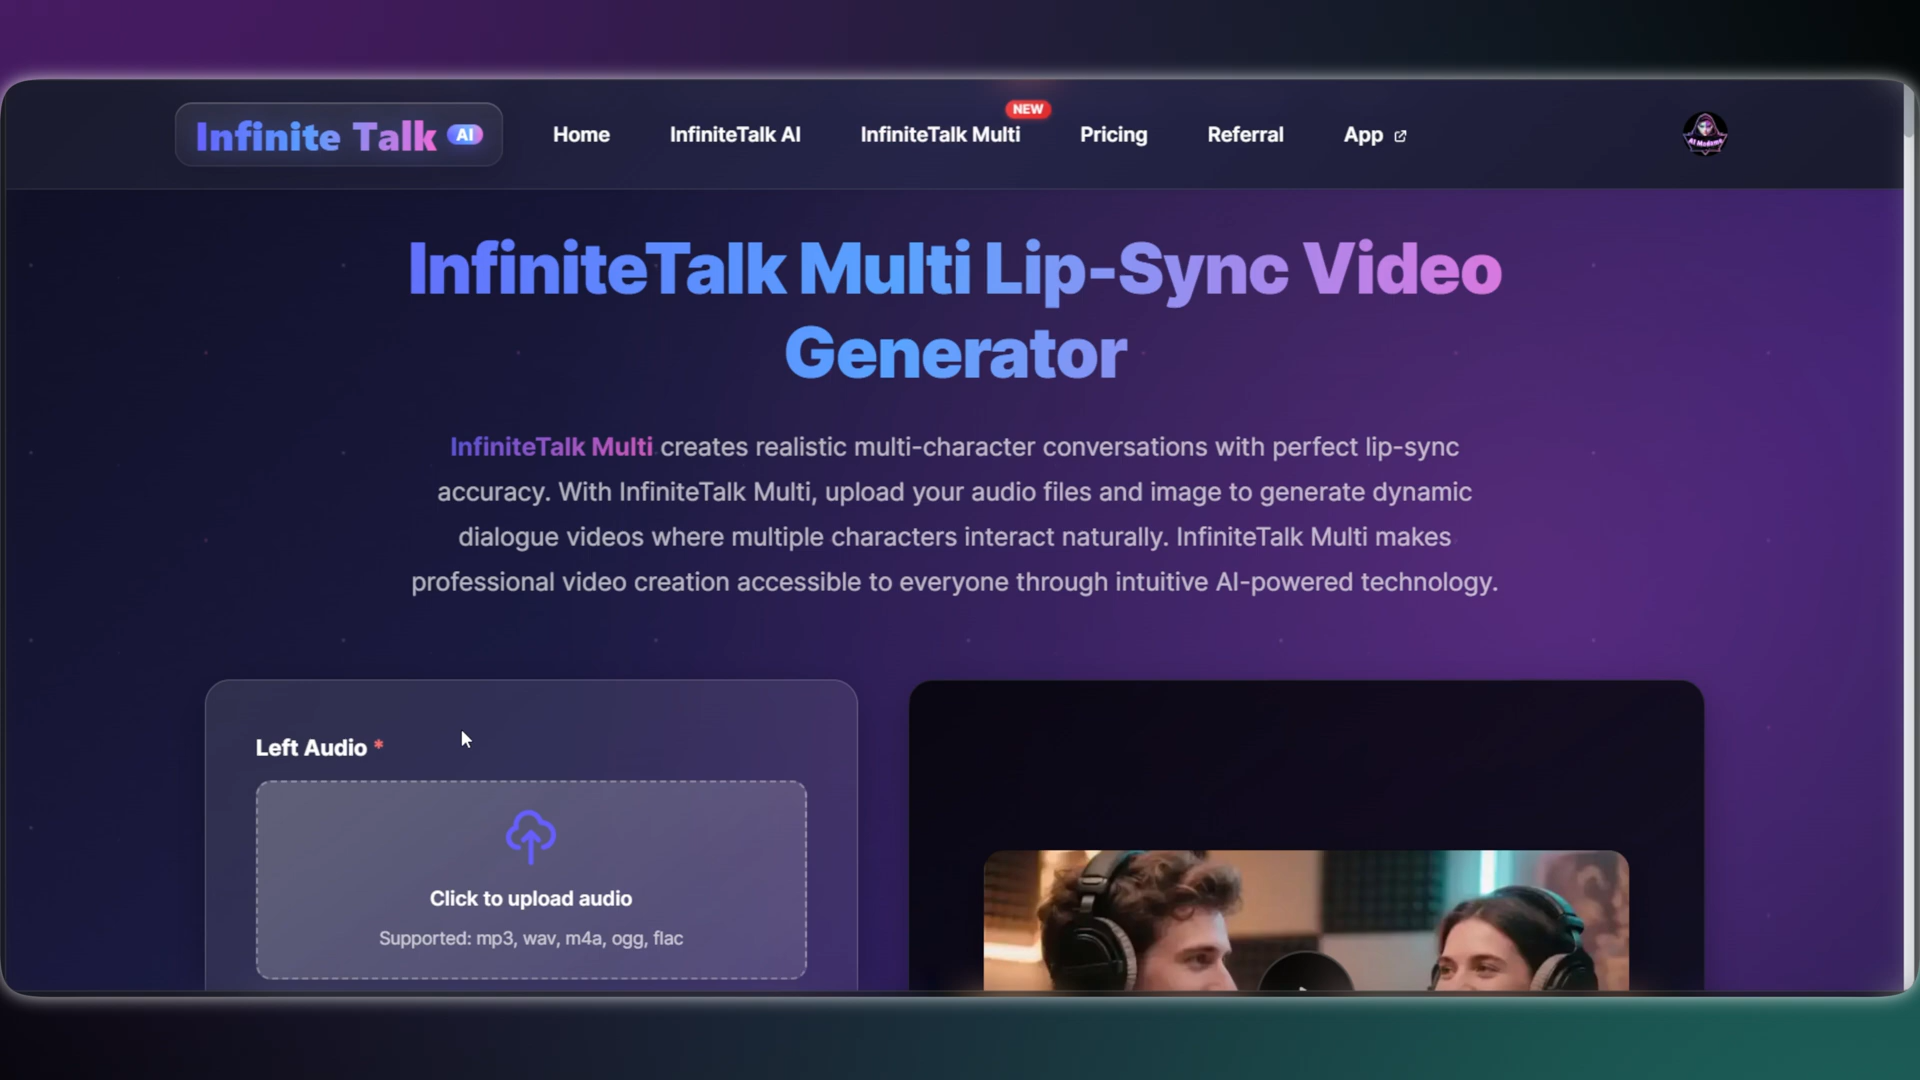 Infinite Talk AI
Home
InfiniteTalk AI
InfiniteTalk Multi
NEW
Pricing
Referral
App
AI Madame
InfiniteTalk Multi Lip-Sync Video
Generator
InfiniteTalk Multi creates realistic multi-character conversations with perfect lip-sync
accuracy. With InfiniteTalk Multi, upload your audio files and image to generate dynamic
dialogue videos where multiple characters interact naturally. InfiniteTalk Multi makes
professional video creation accessible to everyone through intuitive AI-powered technology.
Left Audio *
Click to upload audio
Supported: mp3, wav, m4a, ogg, flac